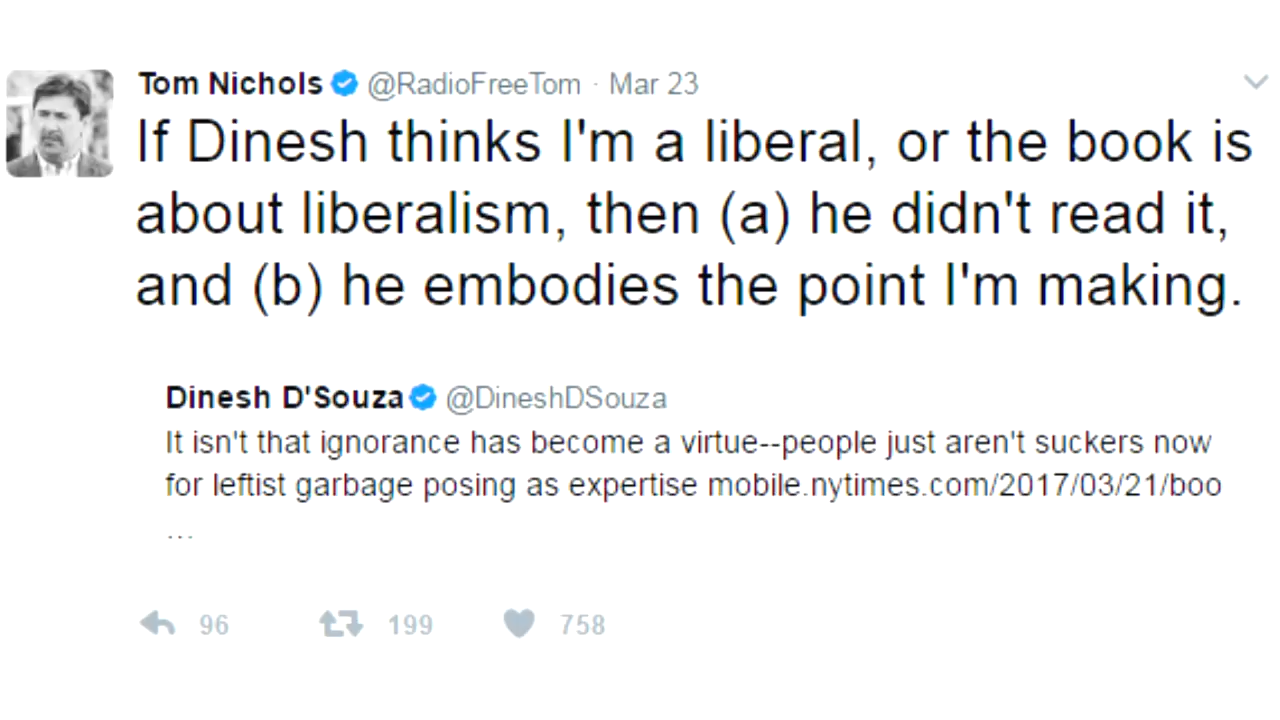 Tom Nichols @RadioFreeTom · Mar 23
If Dinesh thinks I'm a liberal, or the book is
about liberalism, then (a) he didn't read it,
and (b) he embodies the point I'm making.
Dinesh D'Souza @DineshDSouza
It isn't that ignorance has become a virtue--people just aren't suckers now
for leftist garbage posing as expertise mobile.nytimes.com/2017/03/21/boo
...
96 199 758